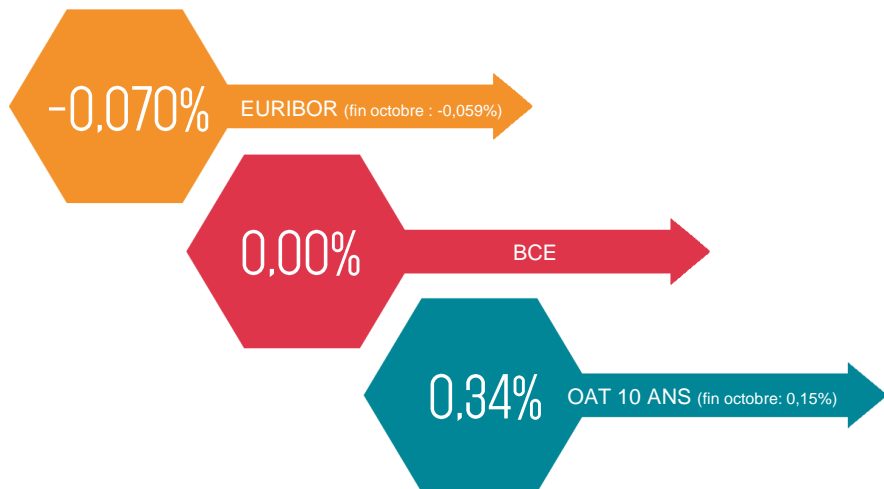 -0,070% EURIBOR (fin octobre : -0,059%)
0,00% BCE
0,34% OAT 10 ANS (fin octobre: 0,15%)